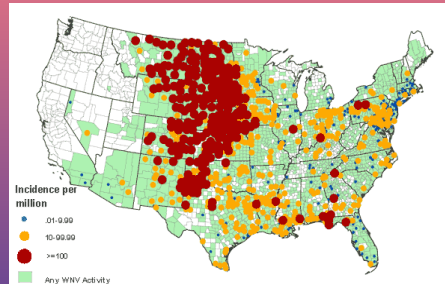 Incidence per
million
.01-9.99
10-99.99
>=100
Any WNV Activity